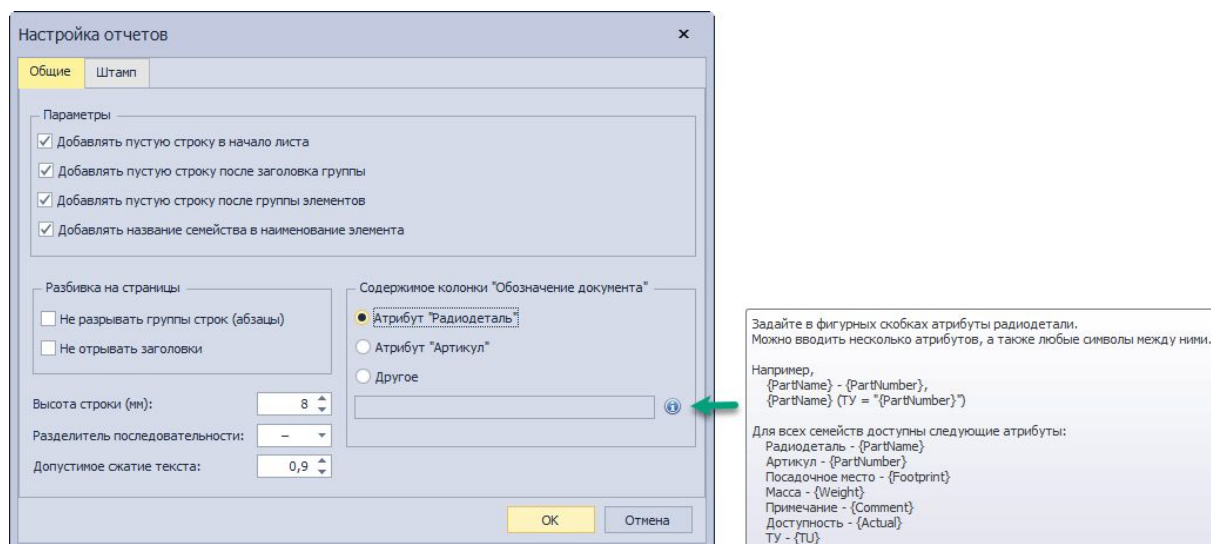 Настройка отчетов
Общие
Штамп
Параметры
Добавлять пустую строку в начало листа
Добавлять пустую строку после заголовка группы
Добавлять пустую строку после группы элементов
Добавлять название семейства в наименование элемента
Разбивка на страницы
Не разрывать группы строк (абзацы)
Не отрывать заголовки
Высота строки (мм): 8
Разделитель последовательности: –
Допустимое сжатие текста: 0,9
Содержимое колонки "Обозначение документа"
Атрибут "Радиодеталь"
Атрибут "Артикул"
Другое
OK
Отмена
Задайте в фигурных скобках атрибуты радиодетали.
Можно вводить несколько атрибутов, а также любые символы между ними.
Например,
{PartName} - {PartNumber},
{PartName} (ТУ = "{PartNumber}")
Для всех семейств доступны следующие атрибуты:
Радиодеталь - {PartName}
Артикул - {PartNumber}
Посадочное место - {Footprint}
Масса - {Weight}
Примечание - {Comment}
Доступность - {Actual}
ТУ - {TU}